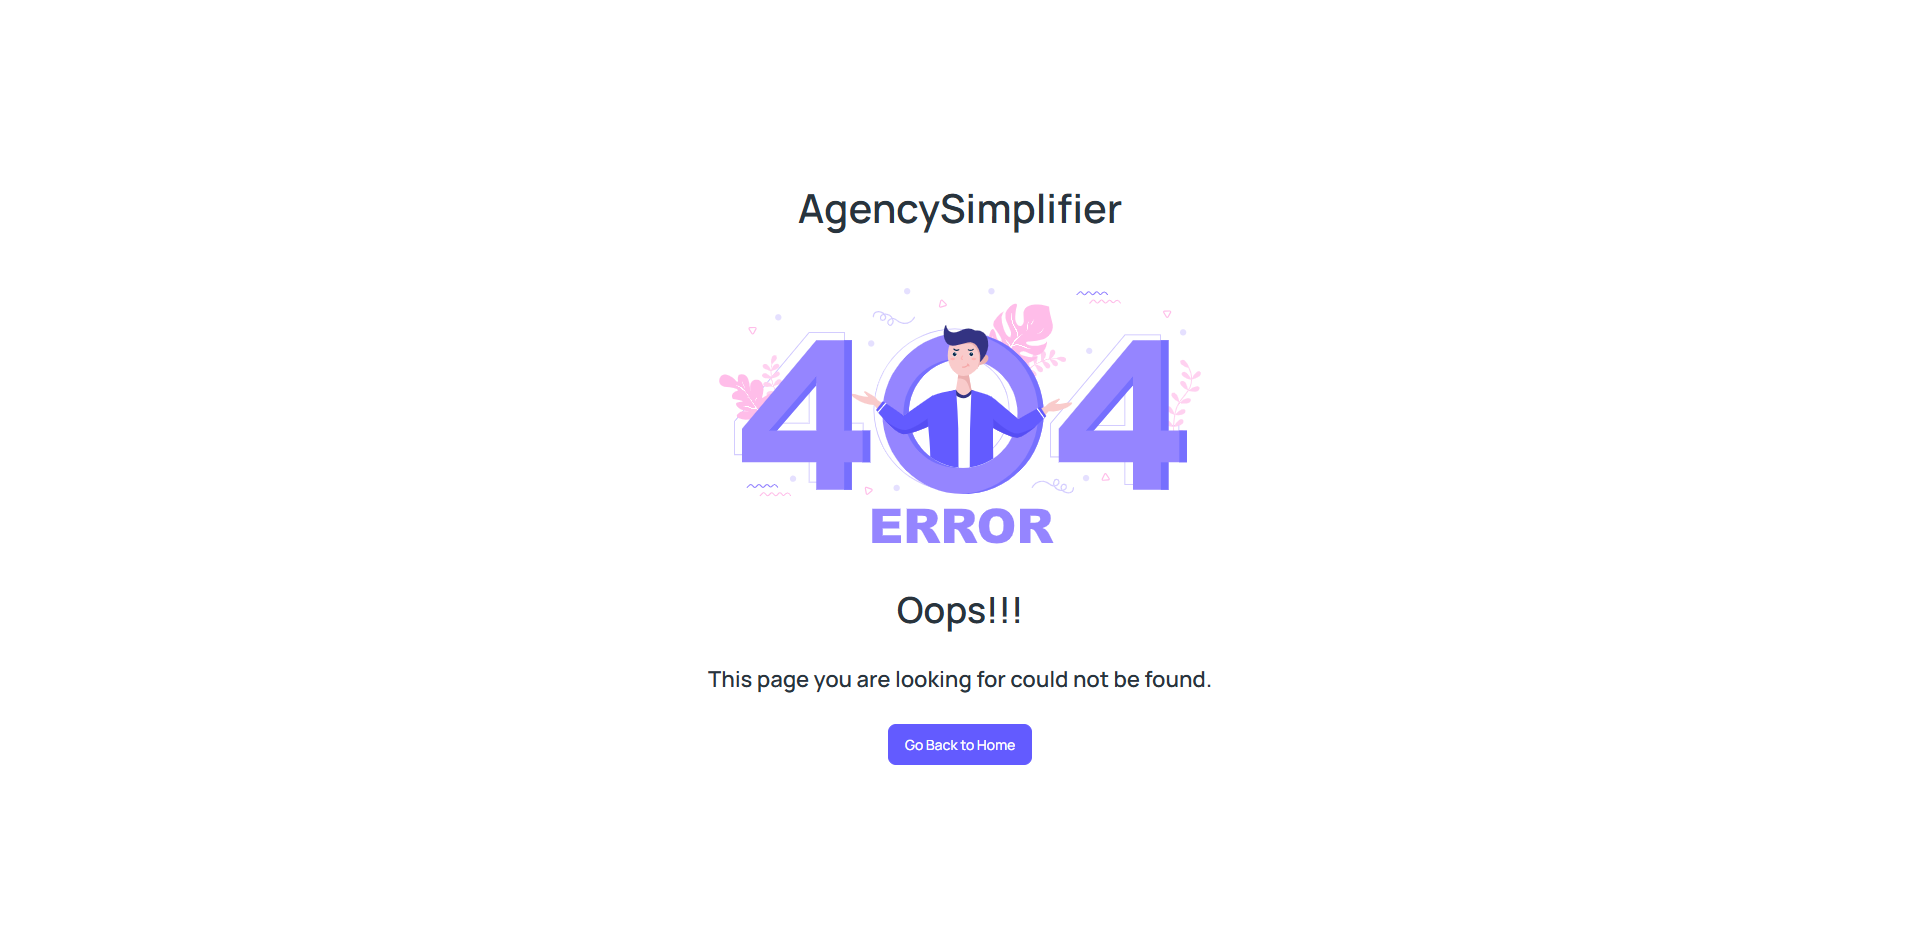 AgencySimplifier
404
ERROR
Oops!!!
This page you are looking for could not be found.
Go Back to Home